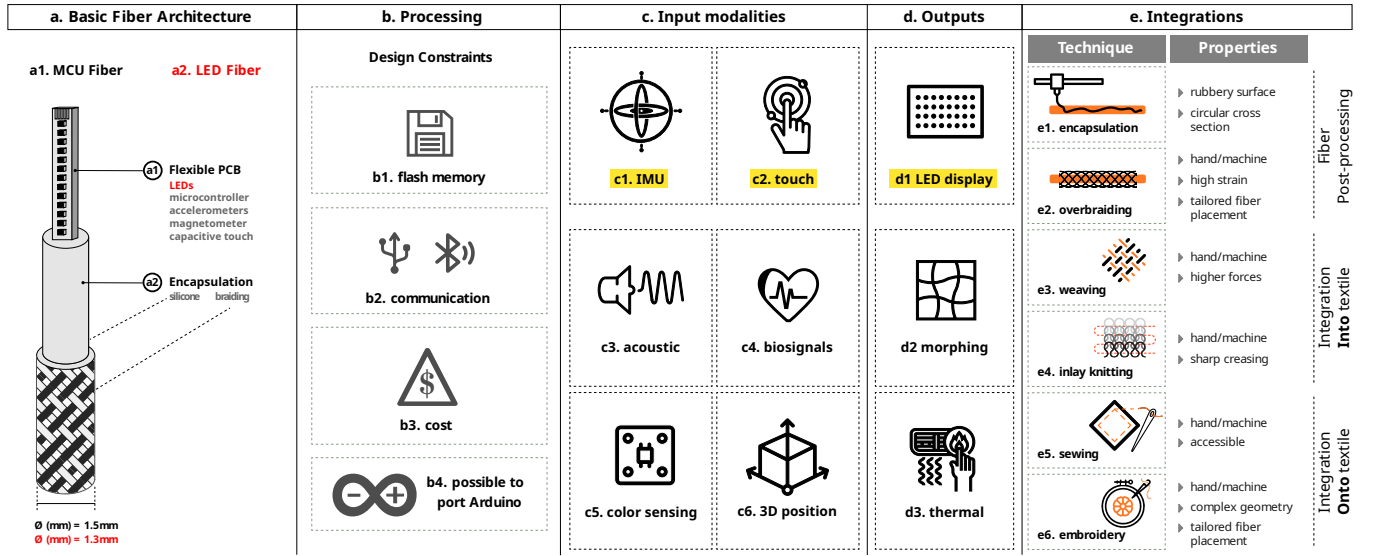 a. Basic Fiber Architecture
a1. MCU Fiber
a2. LED Fiber
a1
Flexible PCB
LEDs
microcontroller
accelerometers
magnetometer
capacitive touch
a2
Encapsulation
silicone braiding
Ø (mm) = 1.5mm
Ø (mm) = 1.3mm
b. Processing
Design Constraints
b1. flash memory
b2. communication
$
b3. cost
b4. possible to
port Arduino
c. Input modalities
c1. IMU
c2. touch
c3. acoustic
c4. biosignals
c5. color sensing
c6. 3D position
d. Outputs
d1 LED display
d2 morphing
d3. thermal
e. Integrations
Technique
Properties
e1. encapsulation
rubbery surface
circular cross
section
e2. overbraiding
hand/machine
high strain
tailored fiber
placement
Fiber
Post-processing
e3. weaving
hand/machine
higher forces
e4. inlay knitting
hand/machine
sharp creasing
Integration
Into textile
e5. sewing
hand/machine
accessible
e6. embroidery
hand/machine
complex geometry
tailored fiber
placement
Integration
Onto textile